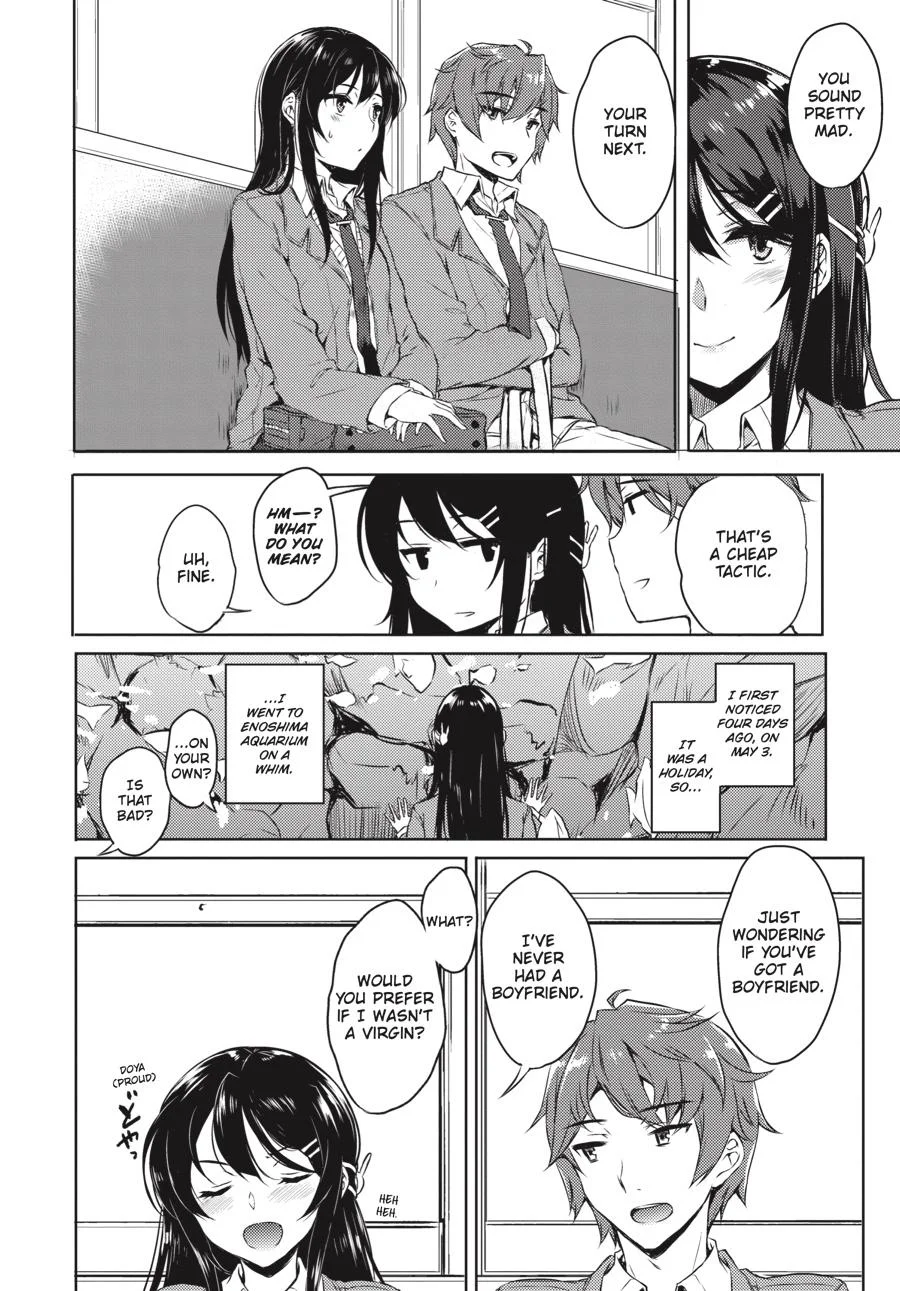 YOU
SOUND
PRETTY
MAD.
YOUR
TURN
NEXT.
THAT'S
A CHEAP
TACTIC.
HM—?
WHAT
DO YOU
MEAN?
UH,
FINE.
I FIRST
NOTICED
FOUR DAYS
AGO, ON
MAY 3.
IT
WAS A
HOLIDAY,
SO...
...I
WENT TO
ENOSHIMA
AQUARIUM
ON A
WHIM.
...ON
YOUR
OWN?
IS
THAT
BAD?
JUST
WONDERING
IF YOU'VE
GOT A
BOYFRIEND.
I'VE
NEVER
HAD A
BOYFRIEND.
WHAT?
WOULD
YOU PREFER
IF I WASN'T
A VIRGIN?
DOYA
(PROUD)
どやっ
HEH
HEH.